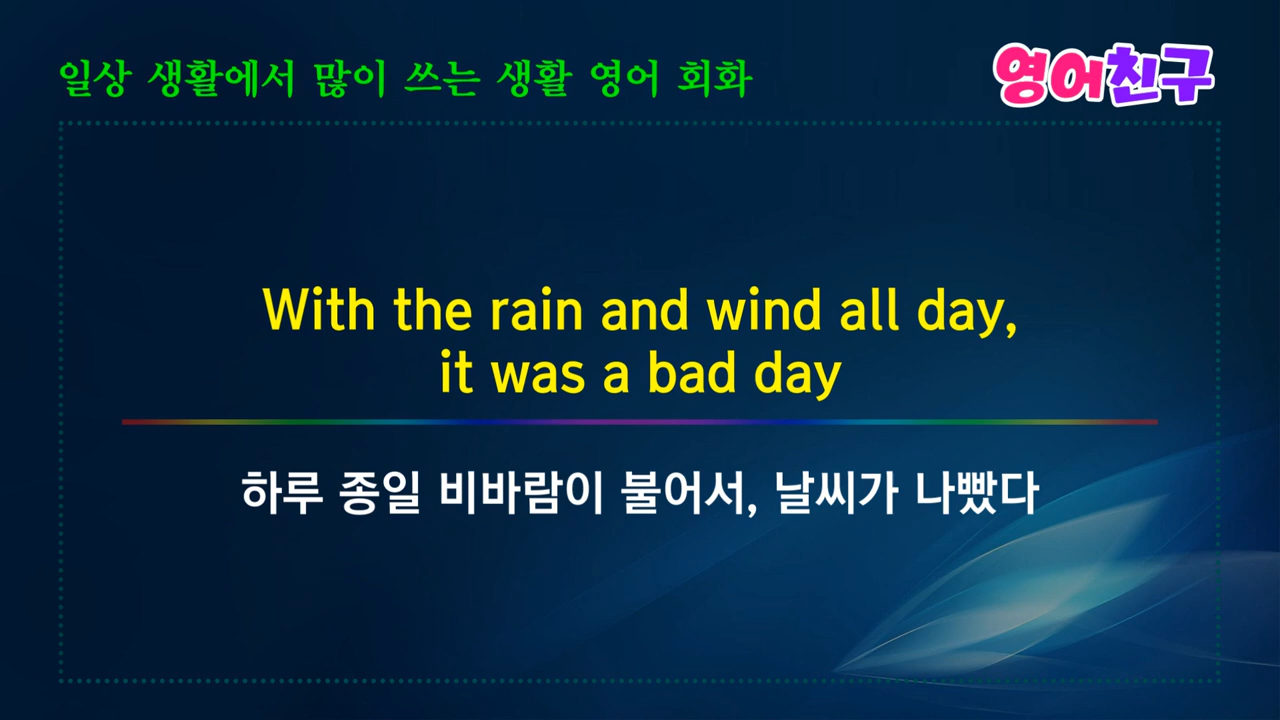 일상 생활에서 많이 쓰는 생활 영어 회화
영어친구
With the rain and wind all day,
it was a bad day
하루 종일 비바람이 불어서, 날씨가 나빴다